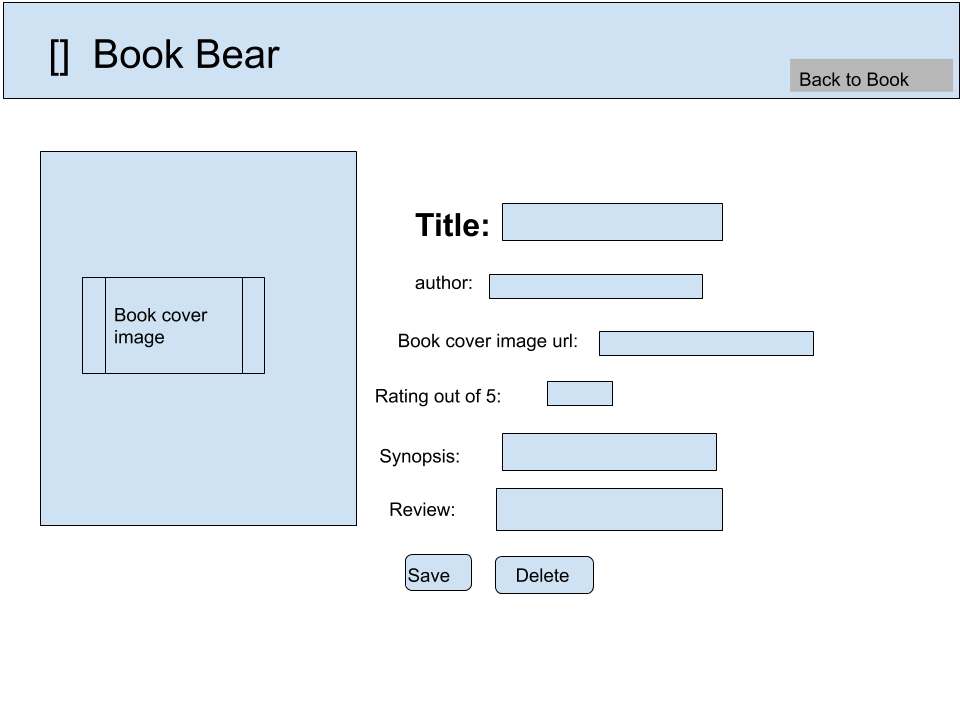 [] Book Bear
Back to Book
Book cover
image
Title:
author:
Book cover image url:
Rating out of 5:
Synopsis:
Review:
Save
Delete